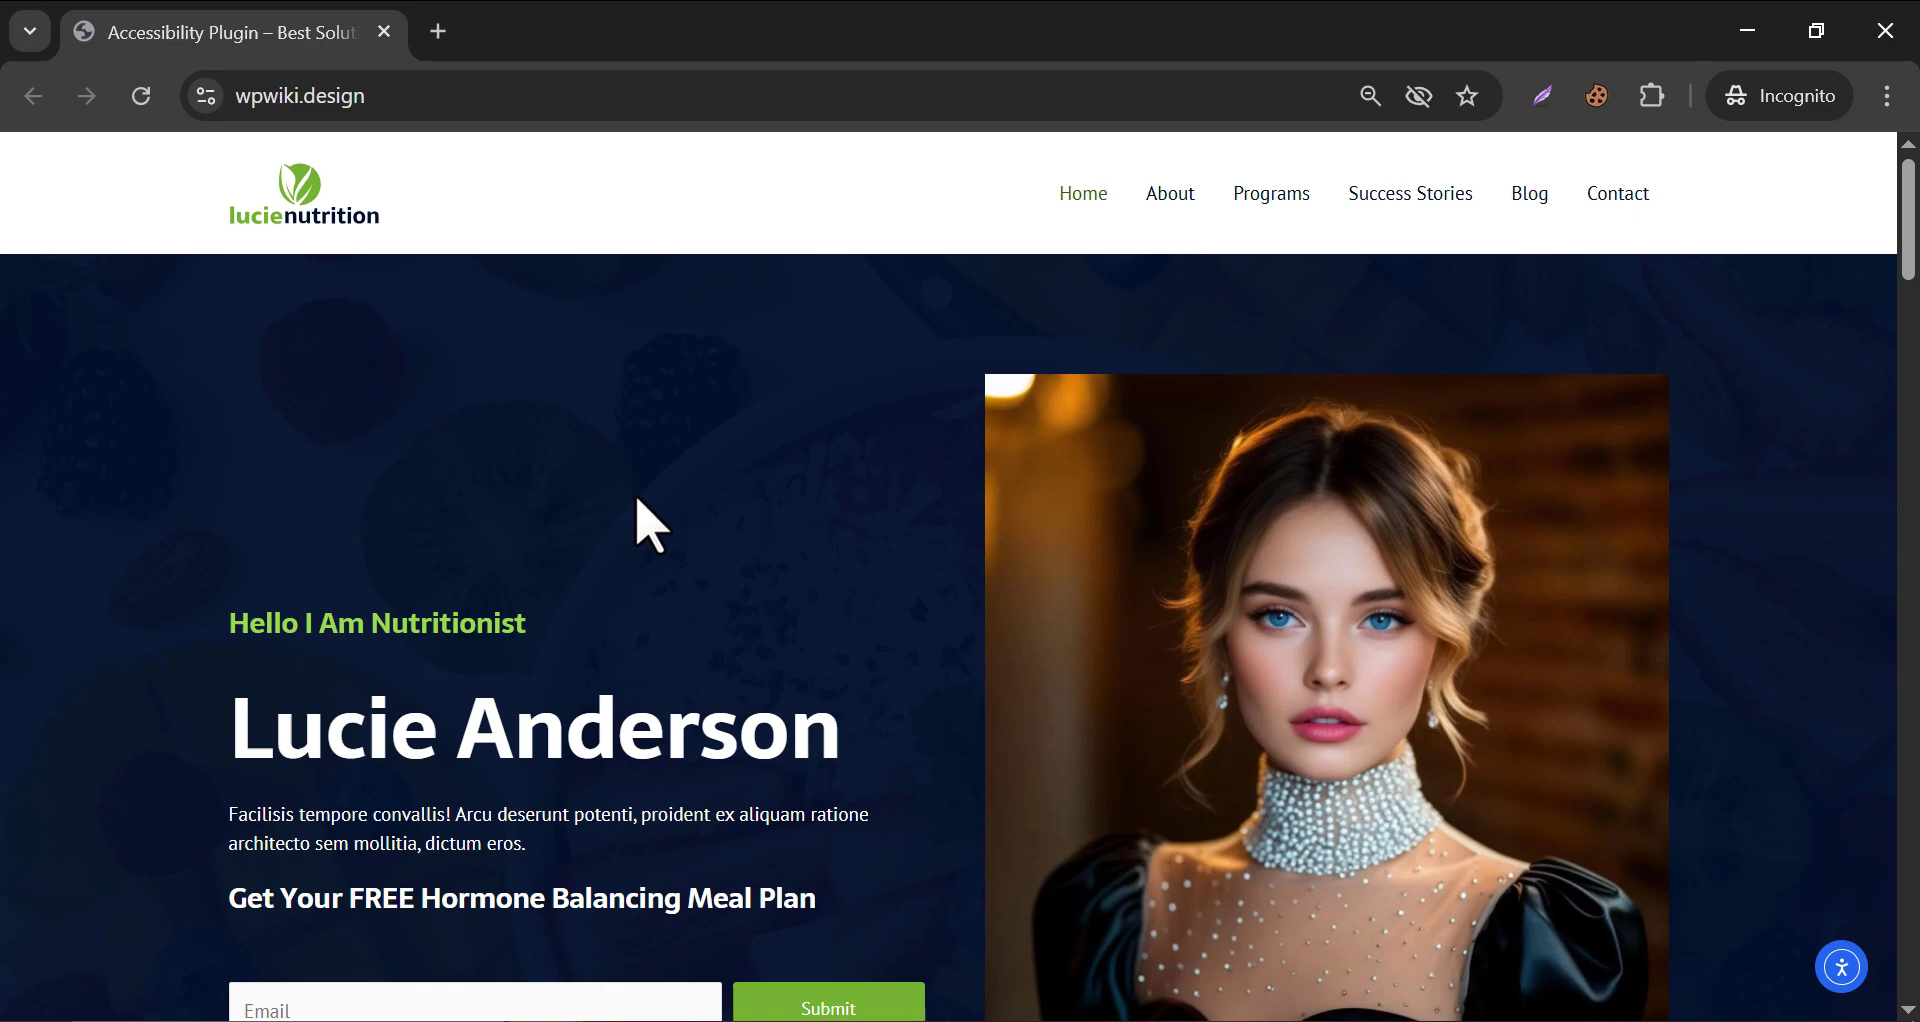 Accessibility Plugin – Best Solut
wpwiki.design
Incognito
lucienutrition
Home
About
Programs
Success Stories
Blog
Contact
Hello I Am Nutritionist
Lucie Anderson
Facilisis tempore convallis! Arcu deserunt potenti, proident ex aliquam ratione
architecto sem mollitia, dictum eros.
Get Your FREE Hormone Balancing Meal Plan
Email
Submit